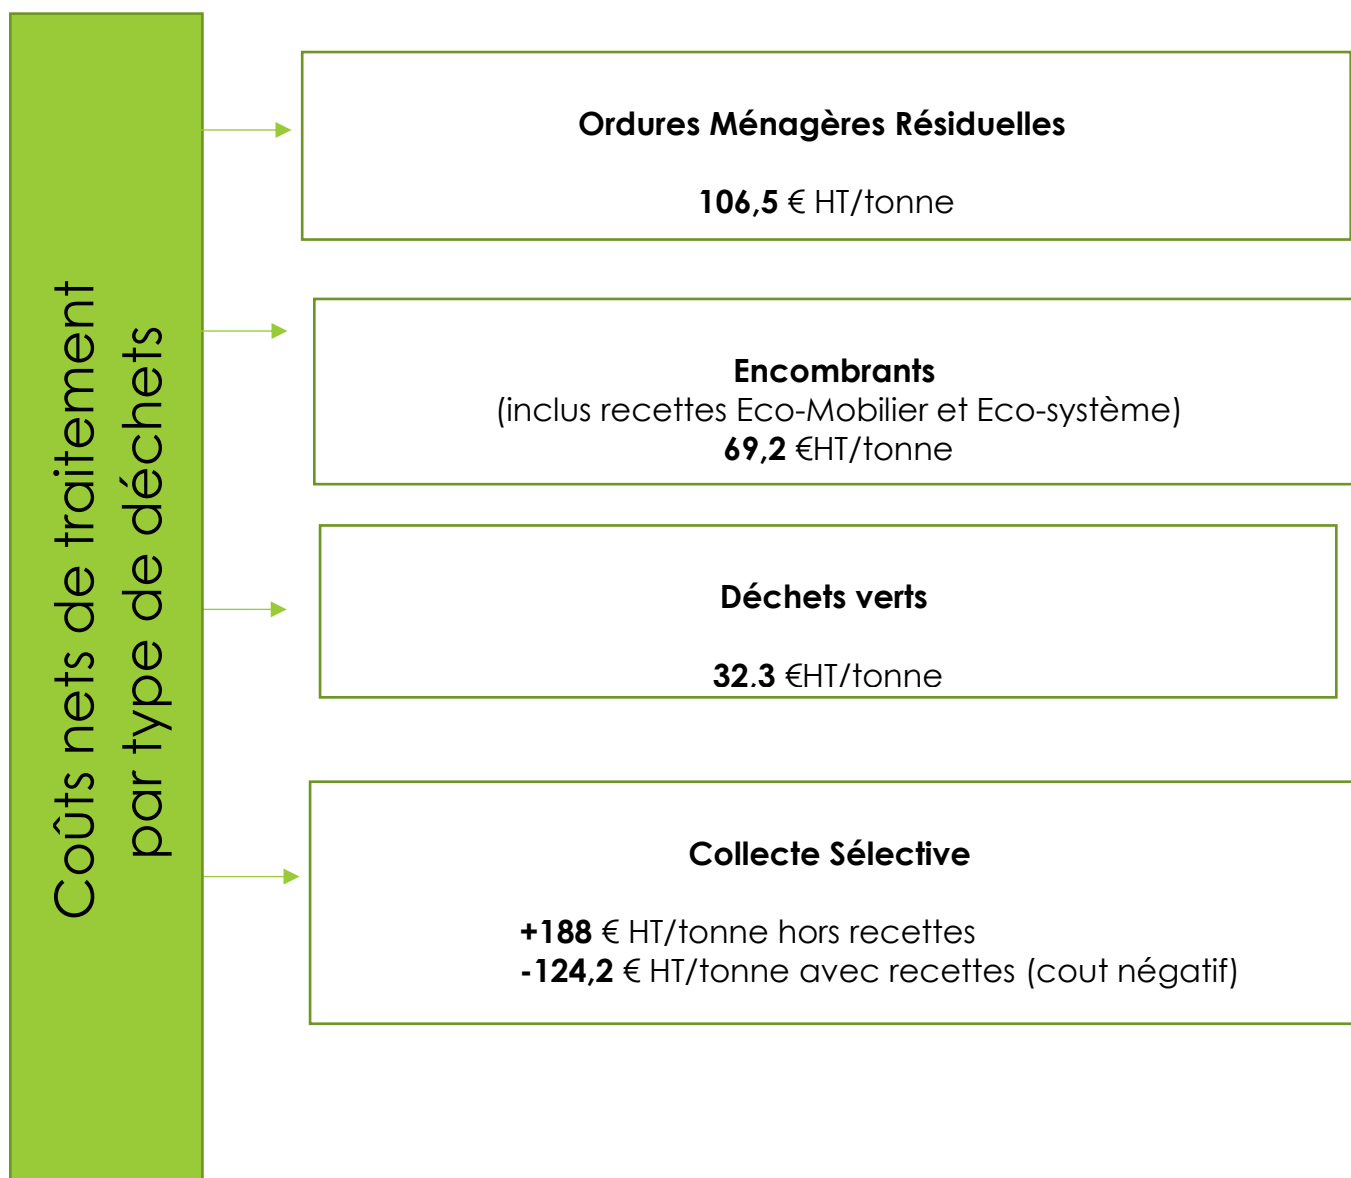 Coûts nets de traitement
par type de déchets
Ordures Ménagères Résiduelles
106,5 € HT/tonne
Encombrants
(inclus recettes Eco-Mobilier et Eco-système)
69,2 €HT/tonne
Déchets verts
32.3 €HT/tonne
Collecte Sélective
+188 € HT/tonne hors recettes
-124,2 € HT/tonne avec recettes (cout négatif)